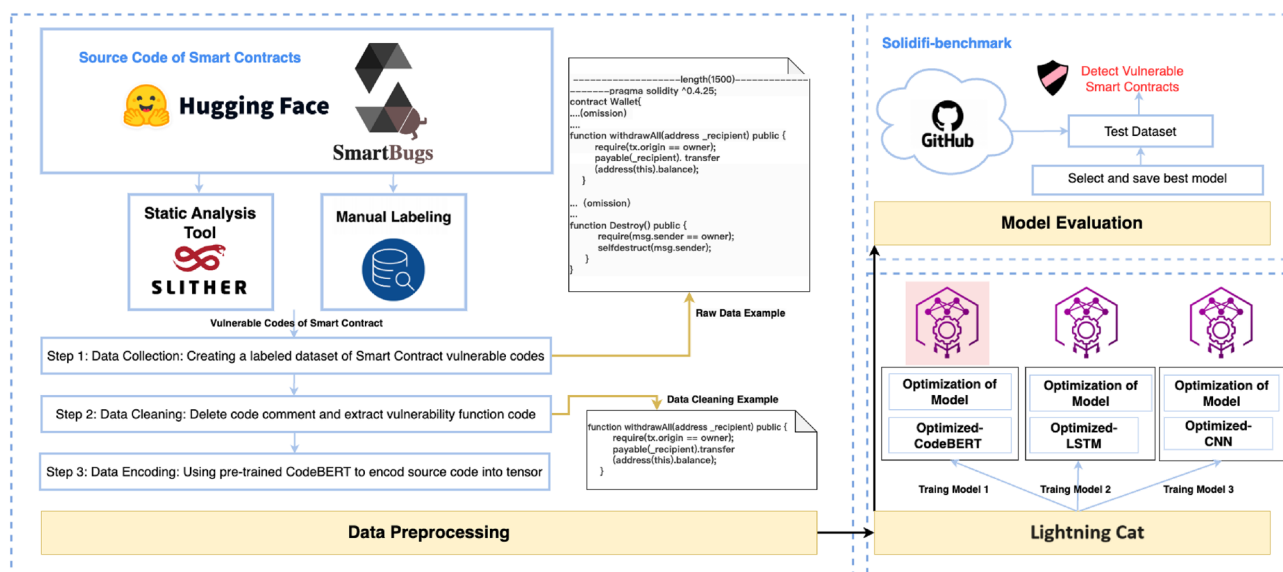 Source Code of Smart Contracts
Hugging Face
SmartBugs
Static Analysis
Tool
SLITHER
Manual Labeling
Vulnerable Codes of Smart Contract
Step 1: Data Collection: Creating a labeled dataset of Smart Contract vulnerable codes
Step 2: Data Cleaning: Delete code comment and extract vulnerability function code
Step 3: Data Encoding: Using pre-trained CodeBERT to encod source code into tensor
Data Preprocessing
————————————————length(1500)————————————
———————pragma solidity ^0.4.25;
contract Wallet{
....(omission)
....
function withdrawAll(address _recipient) public {
require(tx.origin == owner);
payable(_recipient). transfer
(address(this).balance);
}
... (omission)
...
function Destroy() public {
require(msg.sender == owner);
selfdestruct(msg.sender);
}
}
Raw Data Example
Data Cleaning Example
function withdrawAll(address _recipient) public {
require(tx.origin == owner);
payable(_recipient).transfer
(address(this).balance);
}
Solidifi-benchmark
GitHub
Detect Vulnerable
Smart Contracts
Test Dataset
Select and save best model
Model Evaluation
Optimization of
Model
Optimized-
CodeBERT
Optimization of
Model
Optimized-
LSTM
Optimization of
Model
Optimized-
CNN
Traing Model 1
Traing Model 2
Traing Model 3
Lightning Cat